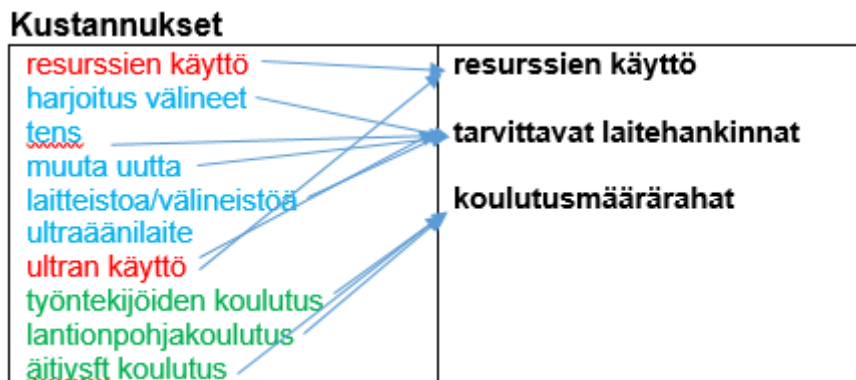 Kustannukset
resurssien käyttö
harjoitus välineet
tens
muuta uutta
laitteistoa/välineistöä
ultraäänilaite
ultran käyttö
työntekijöiden koulutus
lantionpohjakoulutus
äitiysft koulutus
resurssien käyttö
tarvittavat laitehankinnat
koulutusmäärärahat